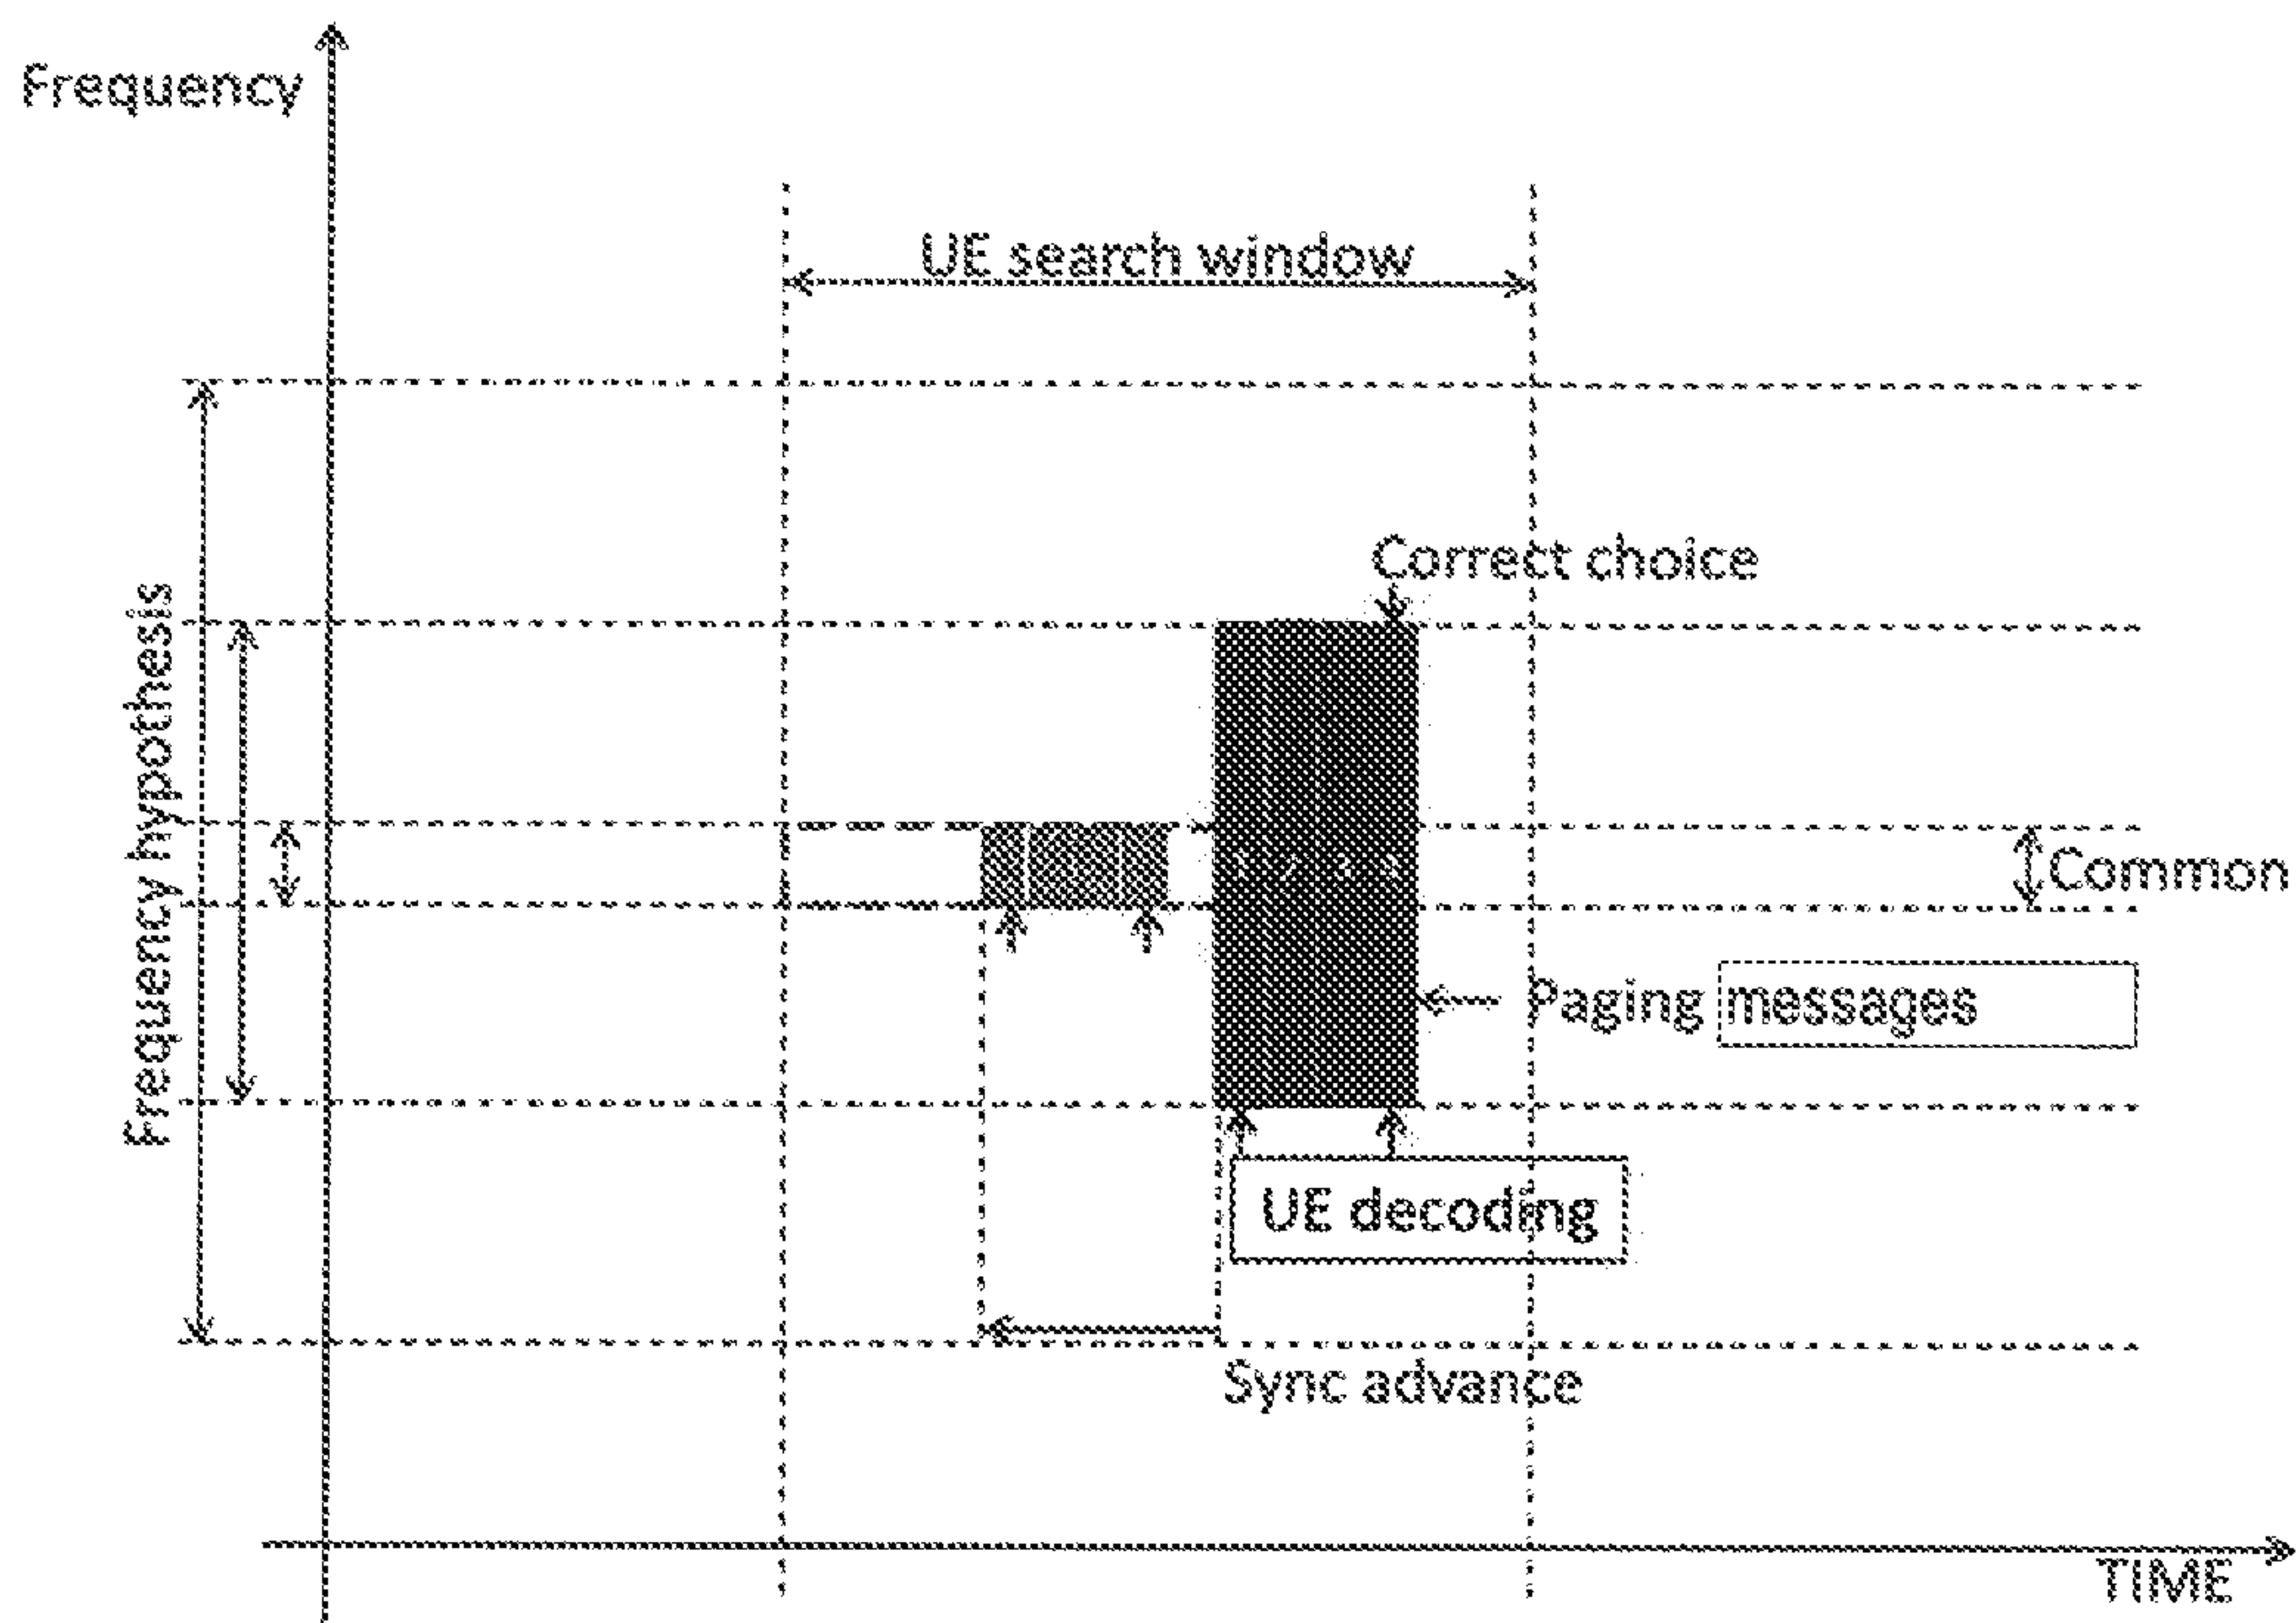 Frequency
UE search window
Correct choice
Frequency hypothesis
Common
Paging messages
UE decoding
Sync advance
TIME